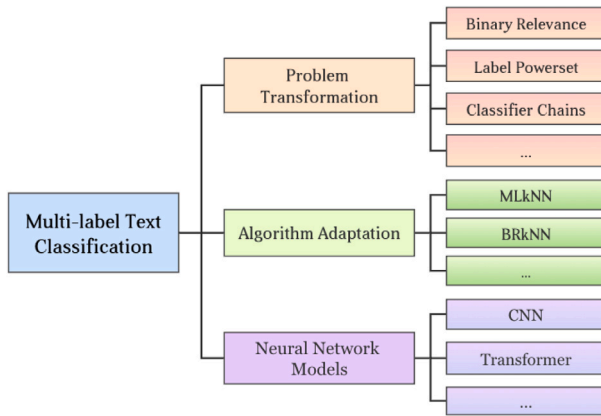 Multi-label Text
Classification
Problem
Transformation
Binary Relevance
Label Powerset
Classifier Chains
...
Algorithm Adaptation
MLkNN
BRkNN
...
Neural Network
Models
CNN
Transformer
...